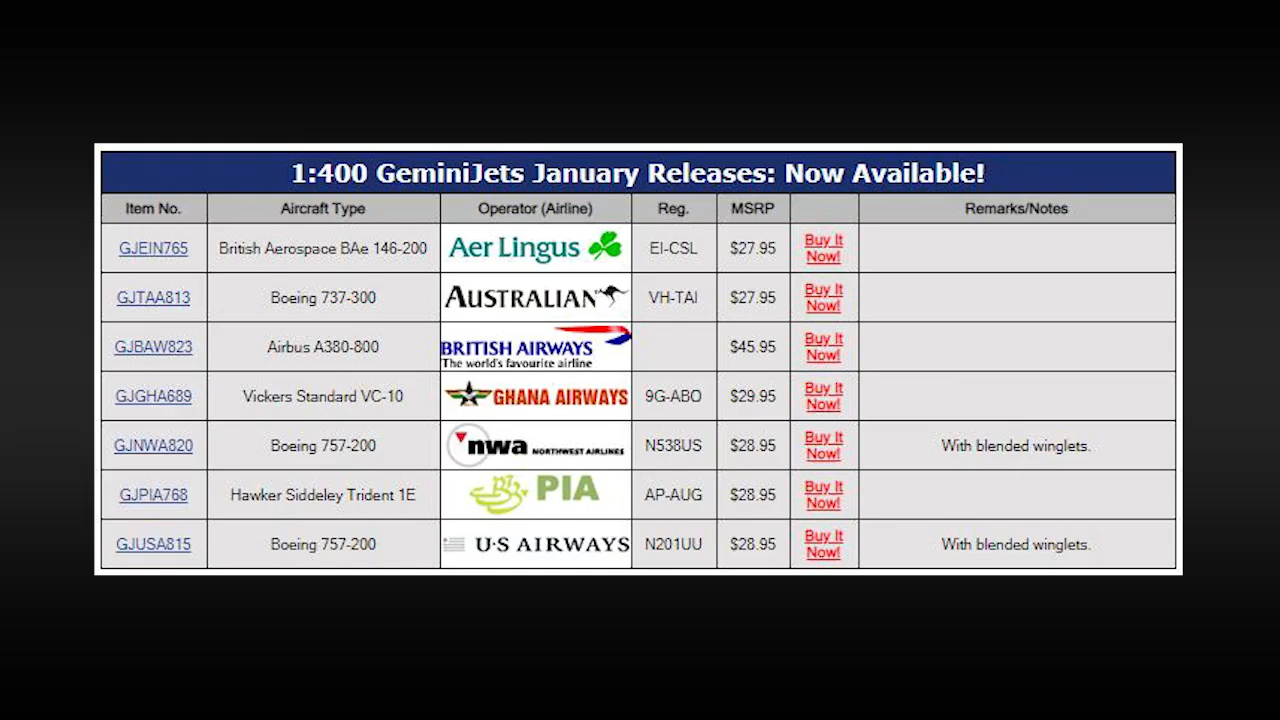 1:400 GeminiJets January Releases: Now Available!
Item No. Aircraft Type Operator (Airline) Reg. MSRP Remarks/Notes
GJEIN765 British Aerospace BAe 146-200 Aer Lingus EI-CSL $27.95 Buy It Now!
GJTAA813 Boeing 737-300 AUSTRALIAN VH-TAI $27.95 Buy It Now!
GJBAW823 Airbus A380-800 BRITISH AIRWAYS The world's favourite airline $45.95 Buy It Now!
GJGHA689 Vickers Standard VC-10 GHANA AIRWAYS 9G-ABO $29.95 Buy It Now!
GJNWA820 Boeing 757-200 nwa NORTHWEST AIRLINES N538US $28.95 Buy It Now! With blended winglets.
GJPIA768 Hawker Siddeley Trident 1E PIA AP-AUG $28.95 Buy It Now!
GJUSA815 Boeing 757-200 U·S AIRWAYS N201UU $28.95 Buy It Now! With blended winglets.